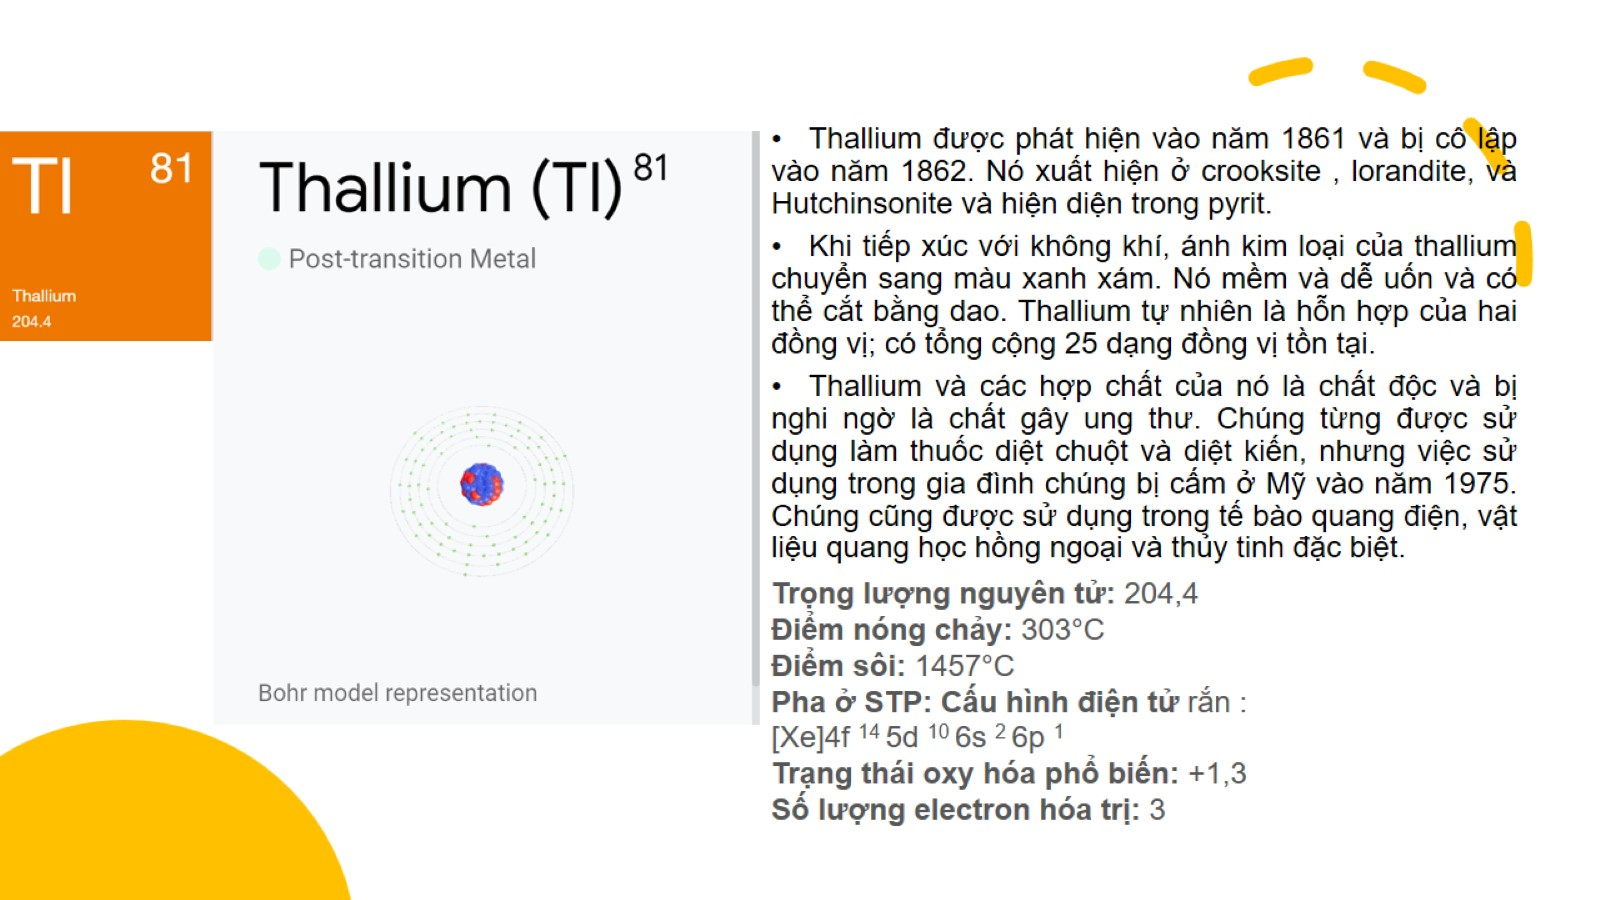 Tl 81
Thallium
204.4
Thallium (Tl) 81
Post-transition Metal
Bohr model representation
• Thallium được phát hiện vào năm 1861 và bị cô lập
vào năm 1862. Nó xuất hiện ở crooksite , lorandite, và
Hutchinsonite và hiện diện trong pyrit.
• Khi tiếp xúc với không khí, ánh kim loại của thallium
chuyển sang màu xanh xám. Nó mềm và dễ uốn và có
thể cắt bằng dao. Thallium tự nhiên là hỗn hợp của hai
đồng vị; có tổng cộng 25 dạng đồng vị tồn tại.
• Thallium và các hợp chất của nó là chất độc và bị
nghi ngờ là chất gây ung thư. Chúng từng được sử
dụng làm thuốc diệt chuột và diệt kiến, nhưng việc sử
dụng trong gia đình chúng bị cấm ở Mỹ vào năm 1975.
Chúng cũng được sử dụng trong tế bào quang điện, vật
liệu quang học hồng ngoại và thủy tinh đặc biệt.
Trọng lượng nguyên tử: 204,4
Điểm nóng chảy: 303°C
Điểm sôi: 1457°C
Pha ở STP: Cấu hình điện tử rắn :
[Xe]4f 14 5d 10 6s 2 6p 1
Trạng thái oxy hóa phổ biến: +1,3
Số lượng electron hóa trị: 3